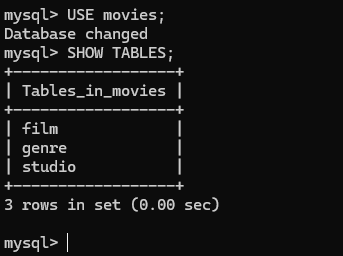 mysql> USE movies;
Database changed
mysql> SHOW TABLES;
+------------------+
| Tables_in_movies |
+------------------+
| film             |
| genre            |
| studio           |
+------------------+
3 rows in set (0.00 sec)
mysql>